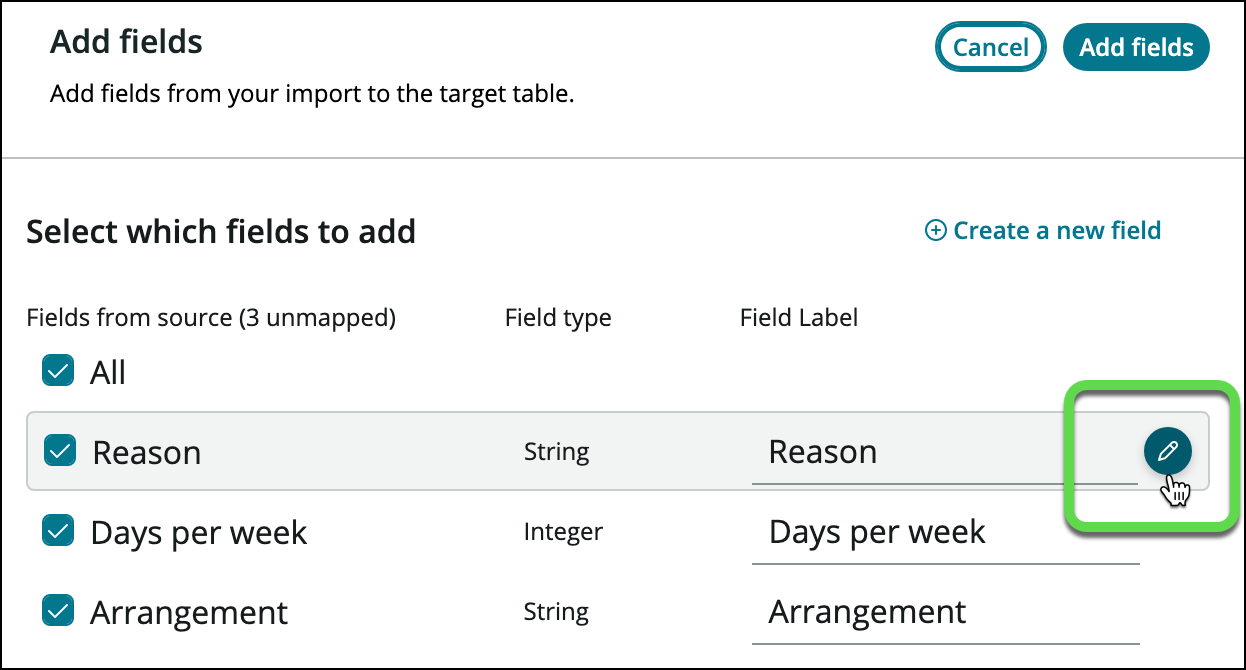 Add fields
Cancel
Add fields
Add fields from your import to the target table.
Select which fields to add
Create a new field
Fields from source (3 unmapped)
Field type
Field Label
All
Reason
String
Reason
Days per week
Integer
Days per week
Arrangement
String
Arrangement